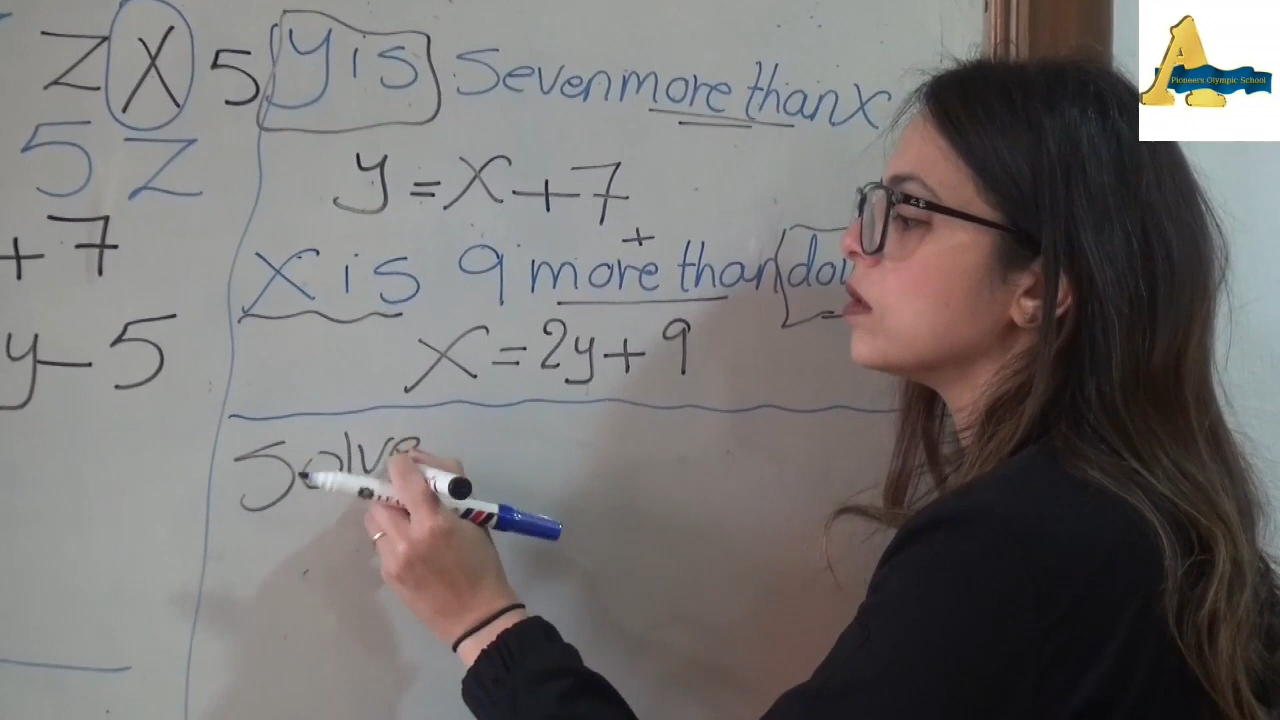 Z X 5
5 Z
+ 7
y - 5
y is seven more than x
y = x + 7
+
x is 9 more than
x = 2y + 9
Solve
A
Pioneers Olympic School